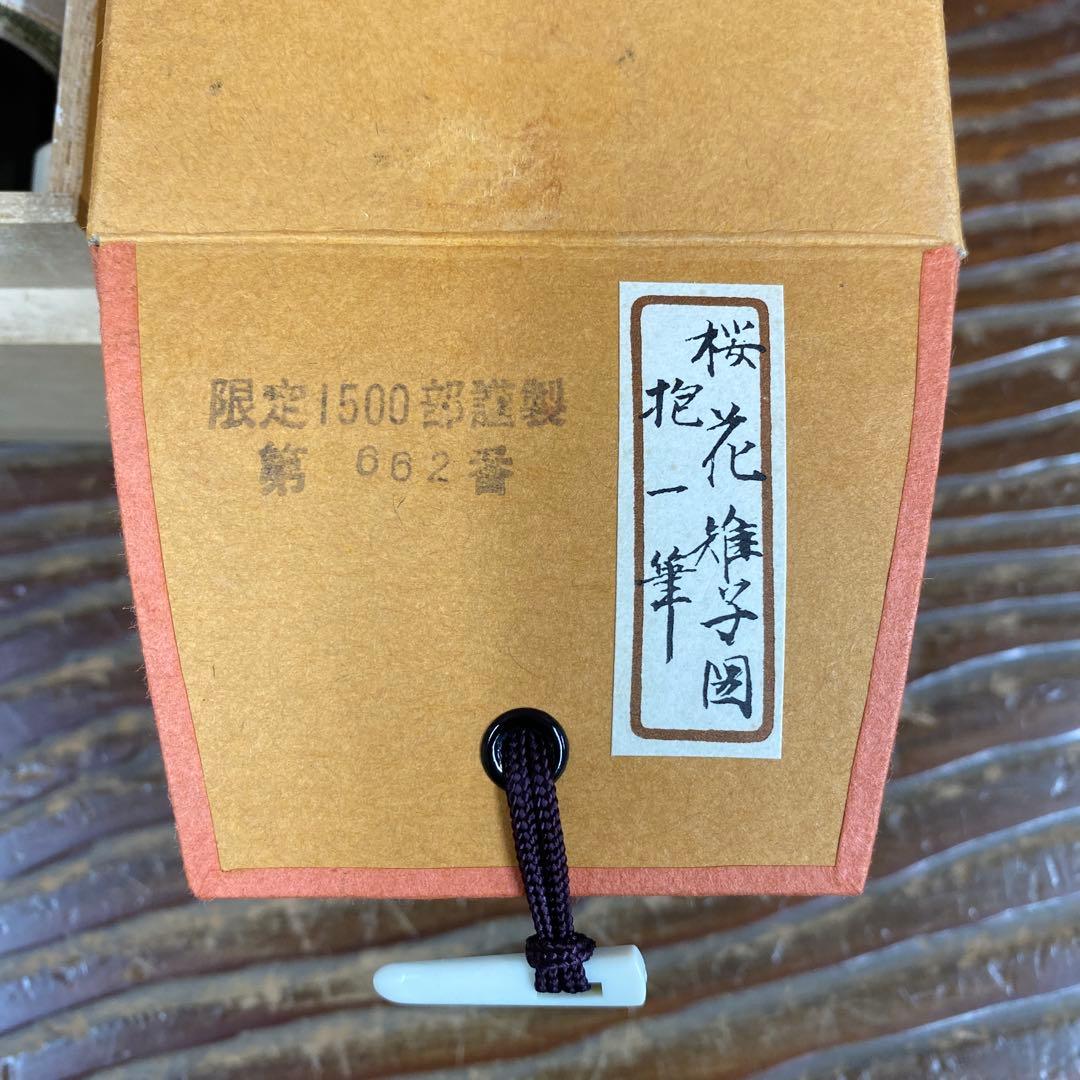 桜花雉子図
抱一筆
限定1500部謹製
第 662番